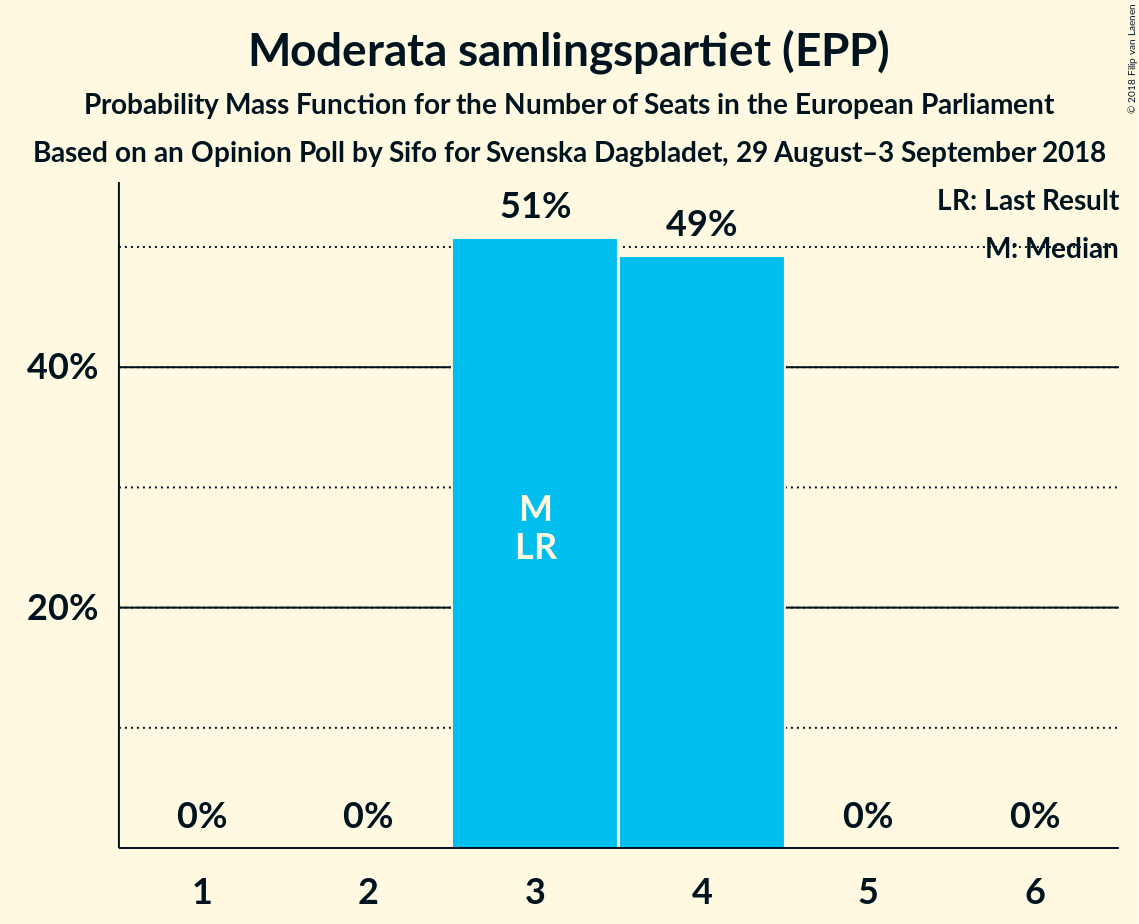 Moderata samlingspartiet (EPP)
Probability Mass Function for the Number of Seats in the European Parliament
Based on an Opinion Poll by Sifo for Svenska Dagbladet, 29 August–3 September 2018
© 2018 Filip van Laenen
LR: Last Result
M: Median
51%
49%
40%
20%
M
LR
0%
0%
0%
0%
1
2
3
4
5
6